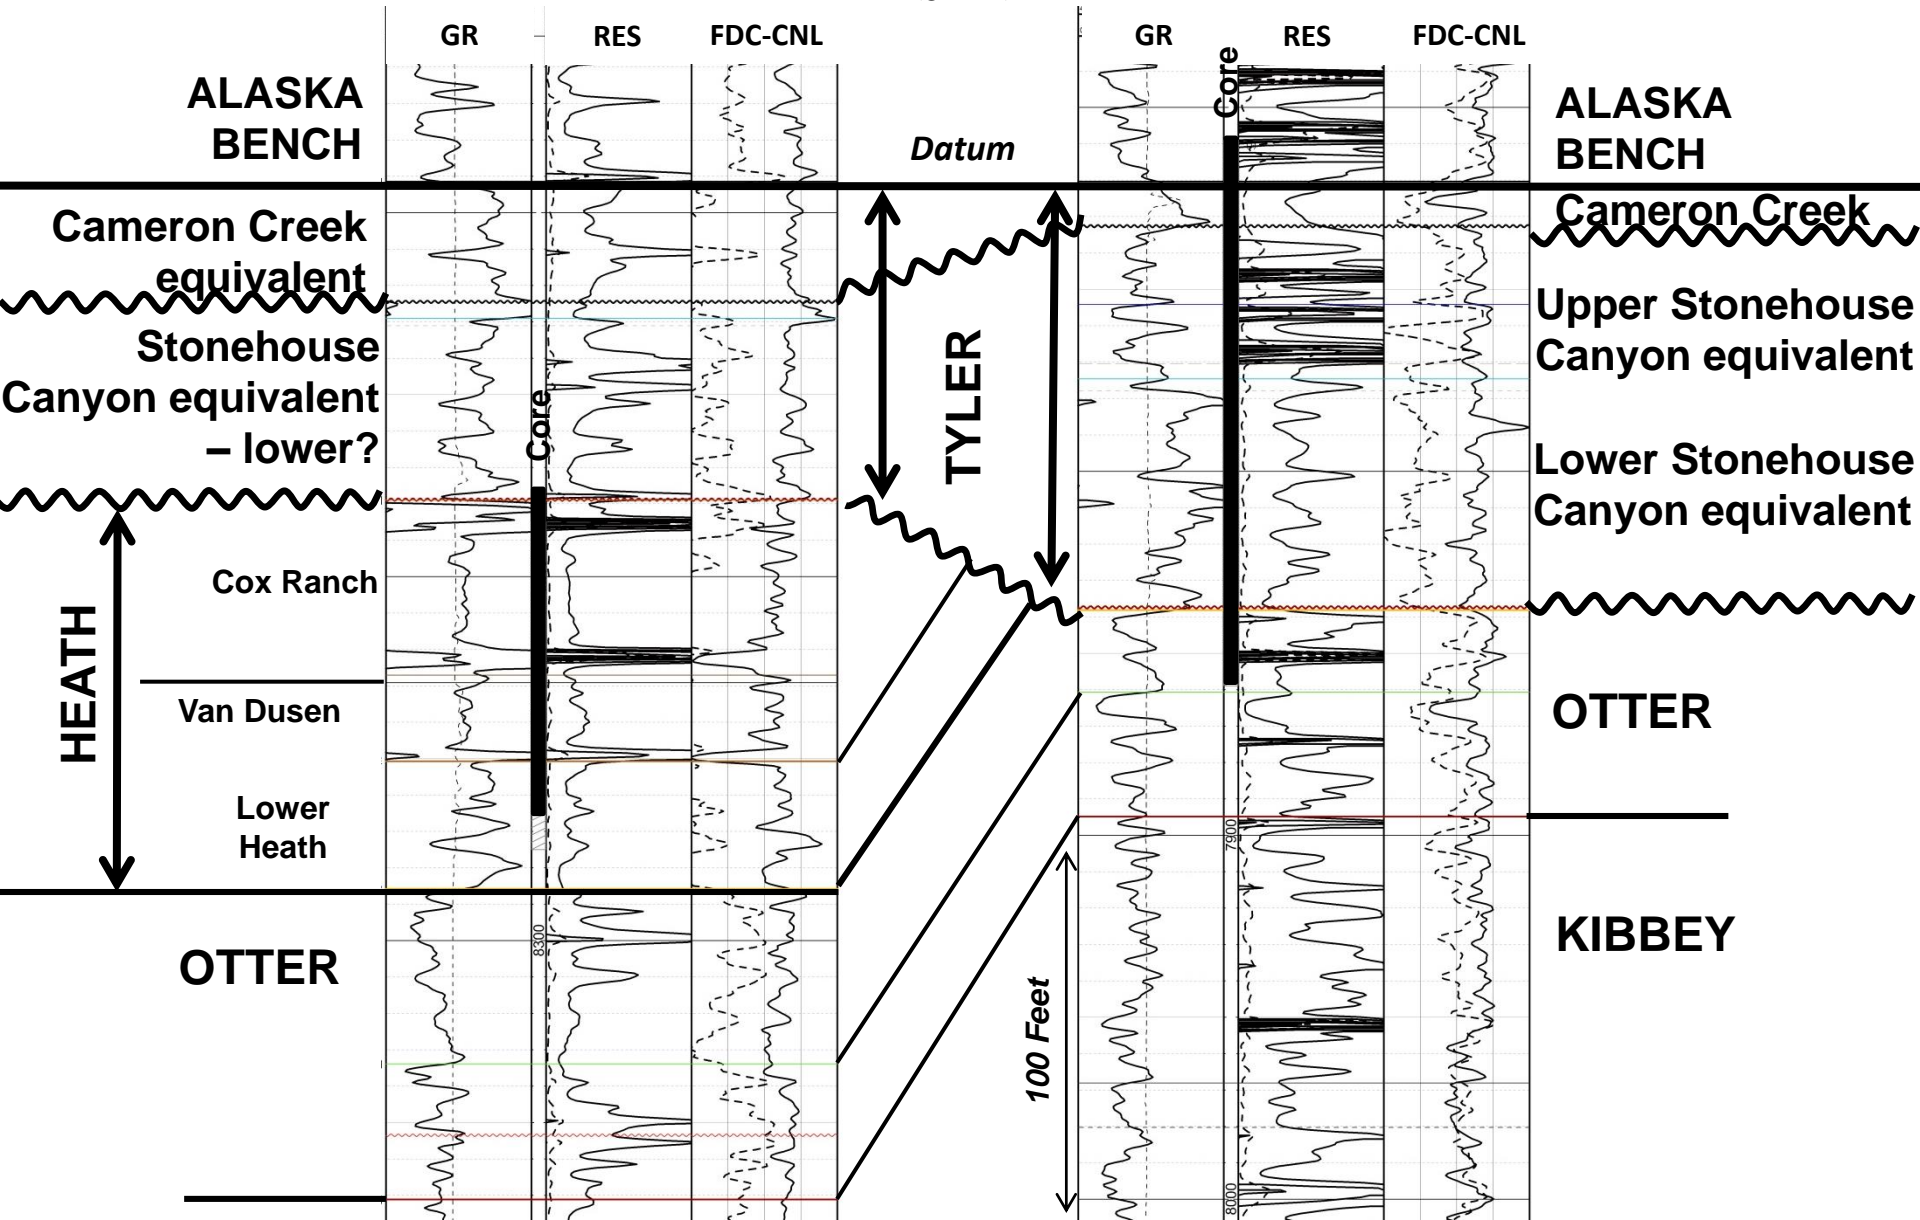 GR
RES
FDC-CNL
GR
RES
FDC-CNL
ALASKA
BENCH
Datum
Core
ALASKA
BENCH
Cameron Creek
equivalent
Cameron Creek
Stonehouse
Canyon equivalent
– lower?
Core
TYLER
Upper Stonehouse
Canyon equivalent
Lower Stonehouse
Canyon equivalent
HEATH
Cox Ranch
Van Dusen
Lower
Heath
OTTER
7900
OTTER
8300
100 Feet
KIBBEY
8000